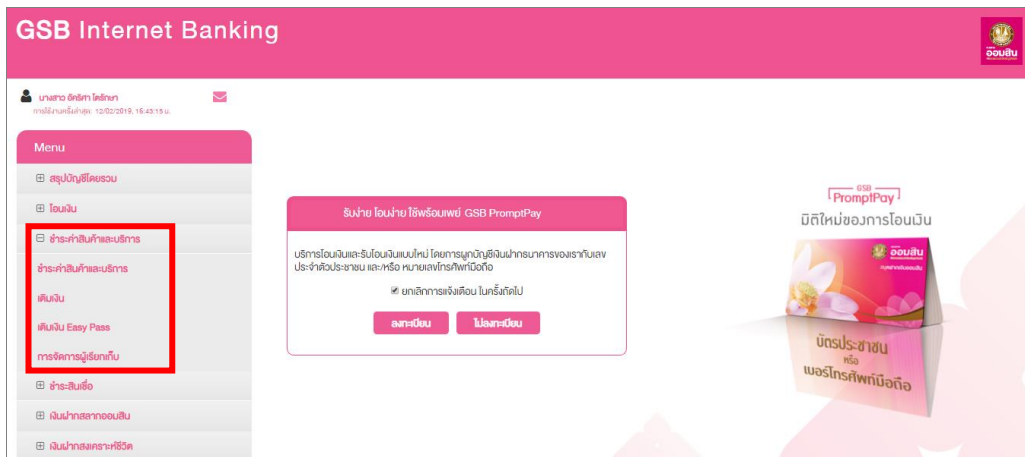 GSB Internet Banking
ออมสิน
นางสาว อัคริศา โคร้กษา
การใช้งานครั้งล่าสุด: 12/02/2019, 16:43:15 น.
Menu
สรุปบัญชีโดยรวม
โอนเงิน
ชำระค่าสินค้าและบริการ
ชำระค่าสินค้าและบริการ
เติมเงิน
เติมเงิน Easy Pass
การจัดการผู้เรียกเก็บ
ชำระสินเชื่อ
เงินฝากสลากออมสิน
เงินฝากสงเคราะห์ชีวิต
รับง่าย โอนง่าย ใช้พร้อมเพย์ GSB PromptPay
บริการโอนเงินและรับโอนเงินแบบใหม่ โดยการผูกบัญชีเงินฝากธนาคารของเรากับเลข
ประจำตัวประชาชน และ/หรือ หมายเลขโทรศัพท์มือถือ
ยกเลิกการแจ้งเตือน ในครั้งถัดไป
ลงทะเบียน
ไม่ลงทะเบียน
GSB
PromptPay
มิติใหม่ของการโอนเงิน
ออมสิน
บัตรประชาชน
หรือ
เบอร์โทรศัพท์มือถือ